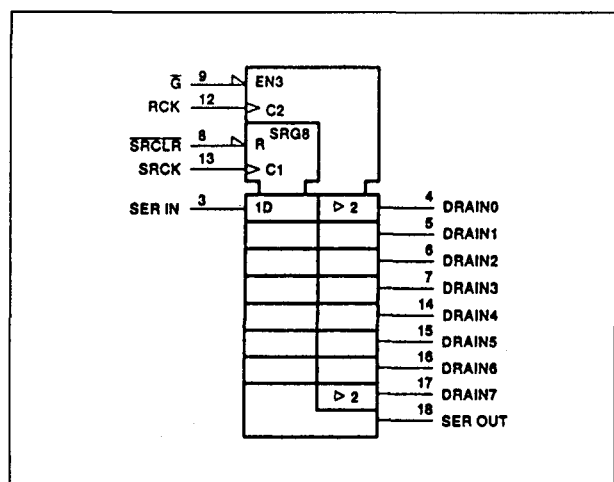 G̅ 9 EN3
RCK 12 C2
SRG8
S̅R̅C̅L̅R̅ 8 R
SRCK 13 C1
SER IN 3 1D ▷ 2 4 DRAIN0
5 DRAIN1
6 DRAIN2
7 DRAIN3
14 DRAIN4
15 DRAIN5
16 DRAIN6
▷ 2 17 DRAIN7
18 SER OUT